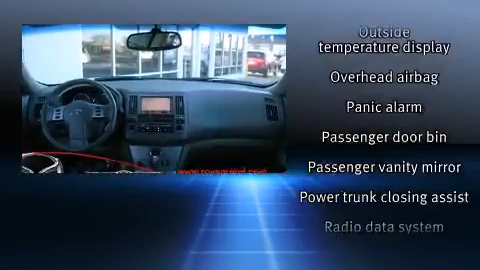 Outside
temperature display
Overhead airbag
Panic alarm
Passenger door bin
Passenger vanity mirror
Power trunk closing assist
Radio data system